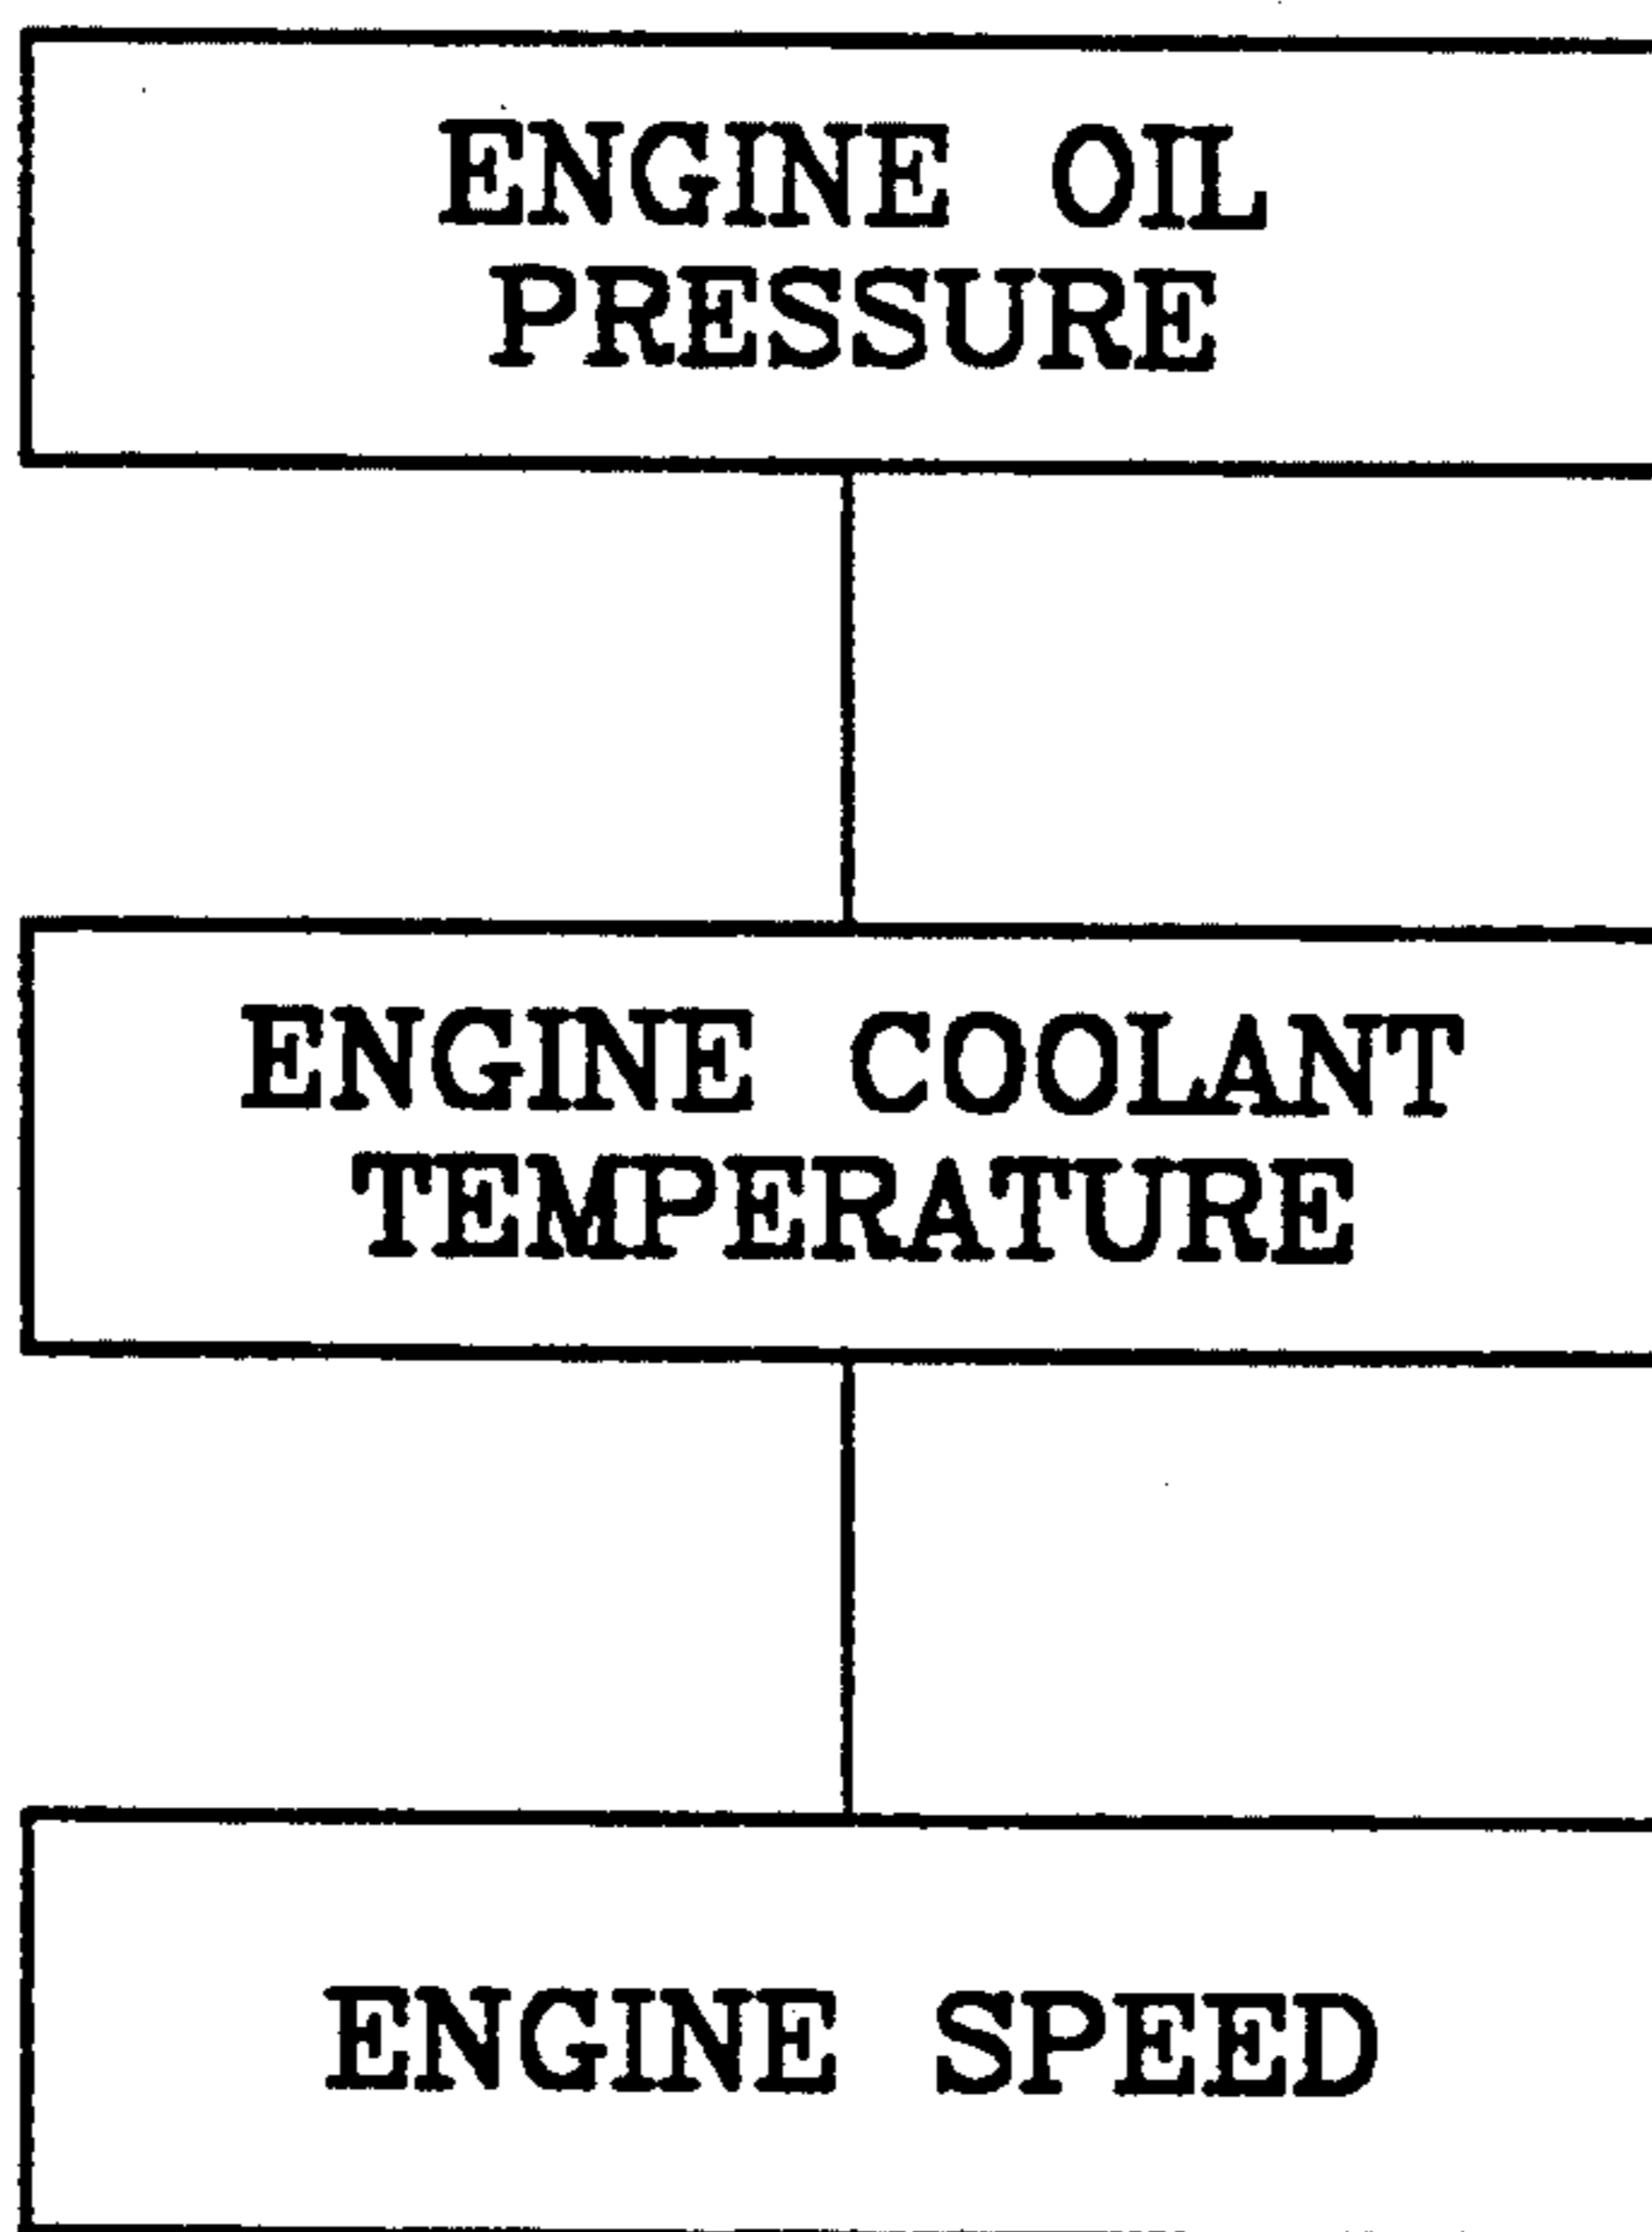 ENGINE OIL
PRESSURE
ENGINE COOLANT
TEMPERATURE
ENGINE SPEED